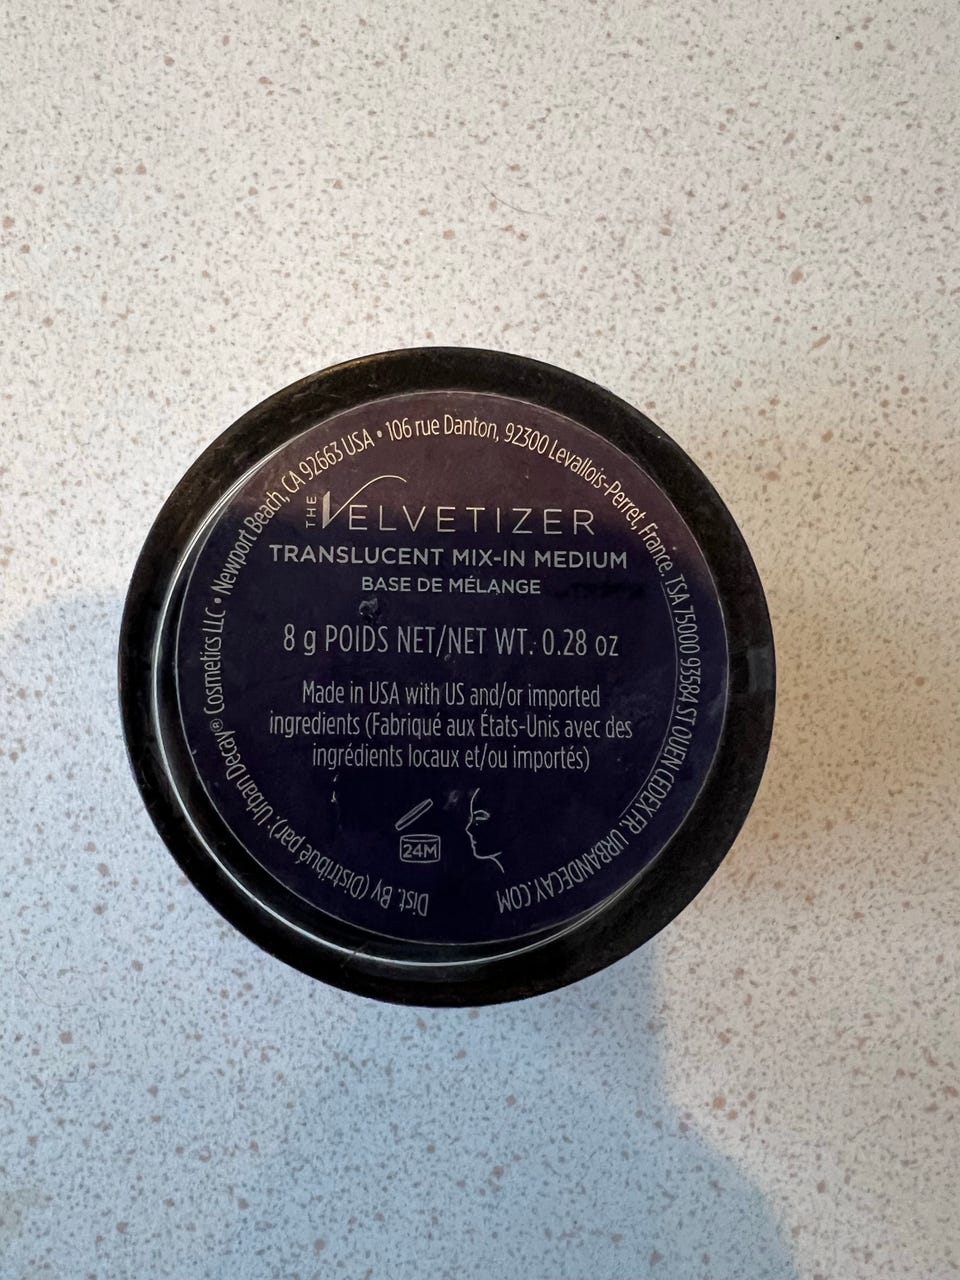 THE VELVETIZER
TRANSLUCENT MIX-IN MEDIUM
BASE DE MÉLANGE
8 g POIDS NET/NET WT. 0.28 oz
Made in USA with US and/or imported
ingredients (Fabriqué aux États-Unis avec des
ingrédients locaux et/ou importés)
24M
Dist. By (Distribué par): Urban Decay® Cosmetics LLC • Newport Beach, CA 92663 USA • 106 rue Danton, 92300 Levallois-Perret, France. TSA 75000 93584 ST OUEN CEDEX FR. URBANDECAY.COM